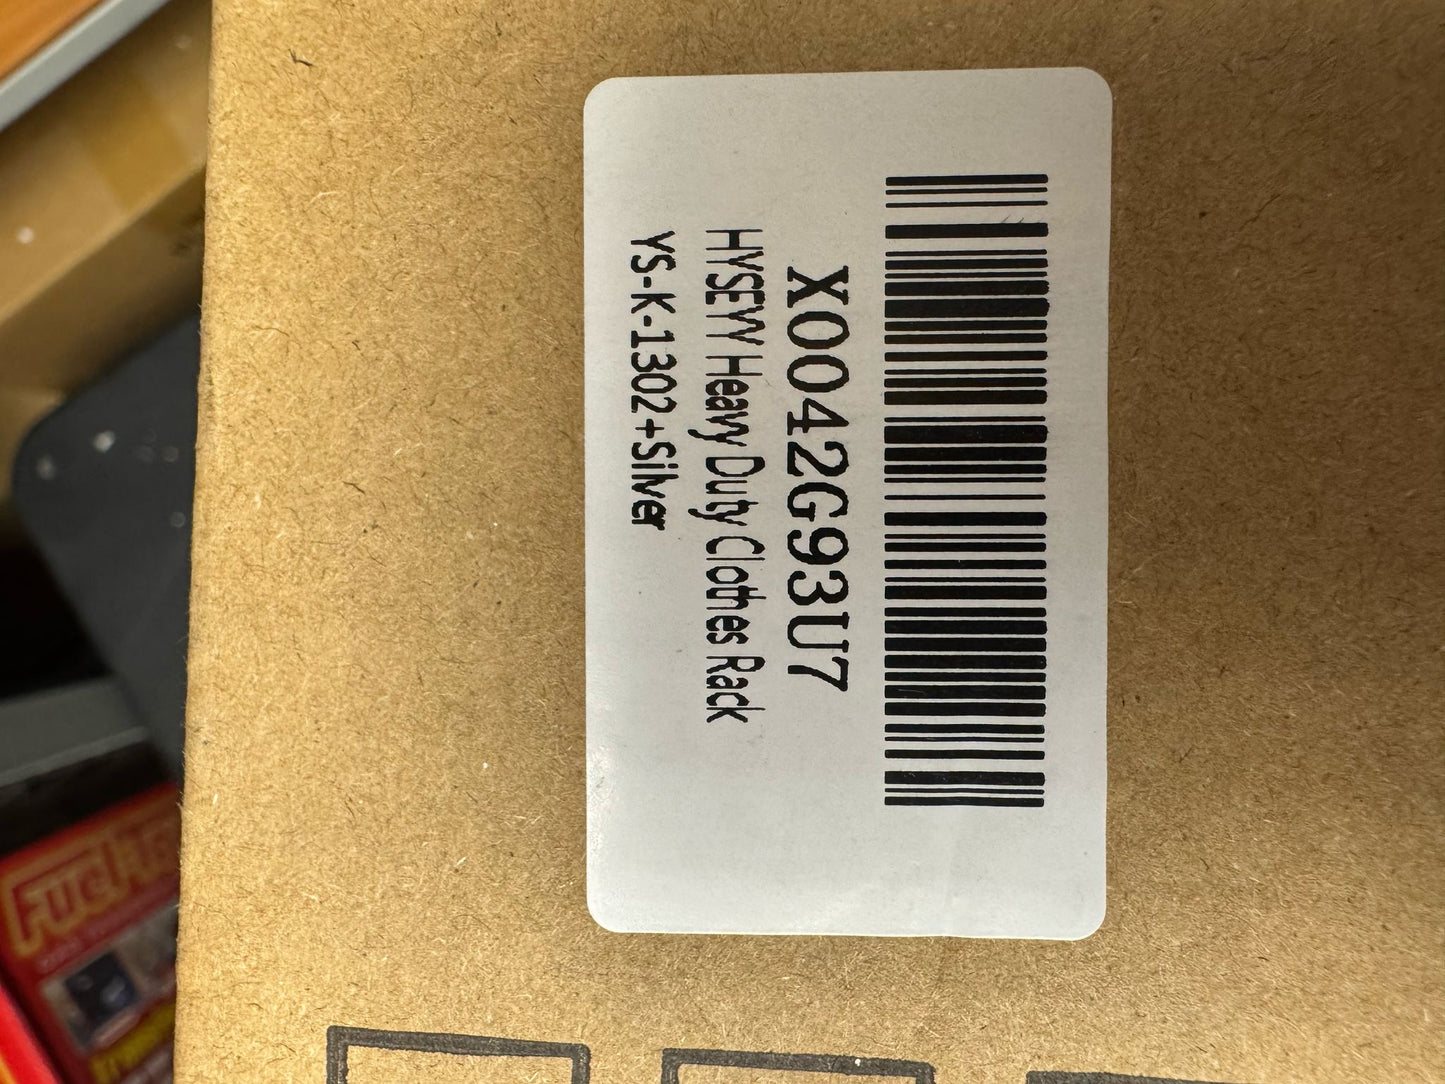 X0042G93U7
HYSEYY Heavy Duty Clothes Rack
YS-K-1302+Silver